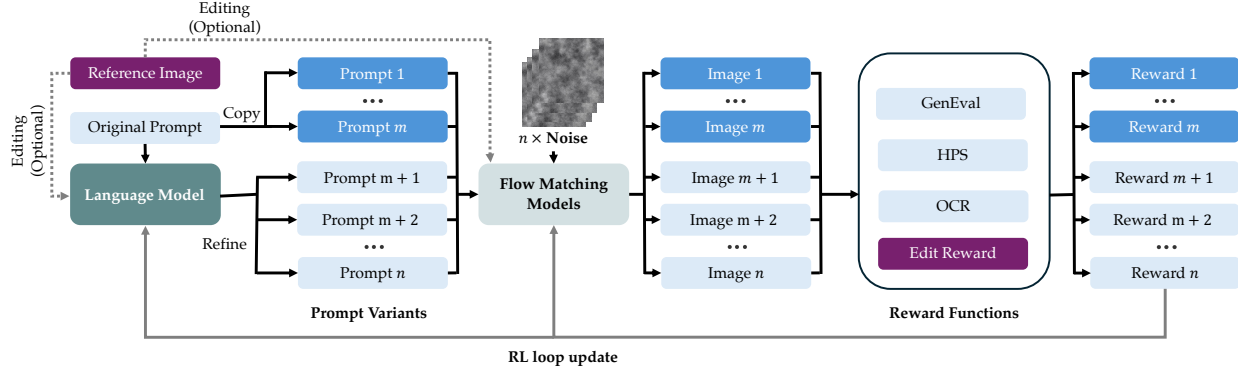 Editing
(Optional)
Editing
(Optional)
Reference Image
Original Prompt
Copy
Language Model
Refine
Prompt 1
•••
Prompt m
Prompt m + 1
Prompt m + 2
•••
Prompt n
Prompt Variants
n × Noise
Flow Matching
Models
Image 1
•••
Image m
Image m + 1
Image m + 2
•••
Image n
GenEval
HPS
OCR
Edit Reward
Reward Functions
Reward 1
•••
Reward m
Reward m + 1
Reward m + 2
•••
Reward n
RL loop update